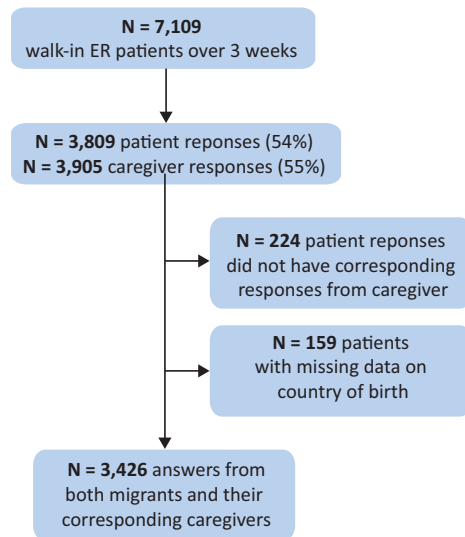 N = 7,109
walk-in ER patients over 3 weeks
N = 3,809 patient reponses (54%)
N = 3,905 caregiver responses (55%)
N = 224 patient reponses
did not have corresponding
responses from caregiver
N = 159 patients
with missing data on
country of birth
N = 3,426 answers from
both migrants and their
corresponding caregivers